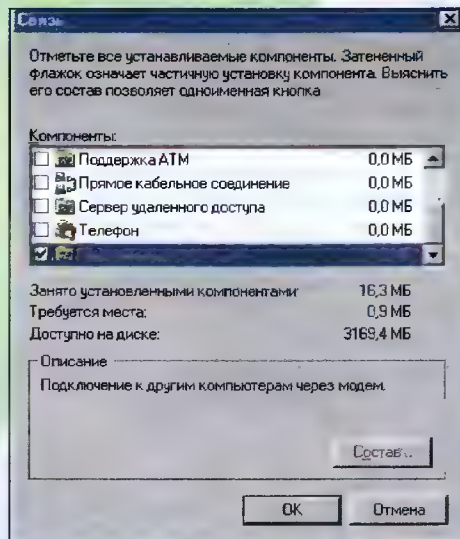 Связь
Отметьте все устанавливаемые компоненты. Затененный
флажок означает частичную установку компонента. Выяснить
его состав позволяет одноименная кнопка
Компоненты:
Поддержка ATM 0,0 МБ
Прямое кабельное соединение 0,0 МБ
Сервер удаленного доступа 0,0 МБ
Телефон 0,0 МБ
Занято установленными компонентами: 16,3 МБ
Требуется места: 0,9 МБ
Доступно на диске: 3169,4 МБ
Описание
Подключение к другим компьютерам через модем.
Состав...
OK Отмена